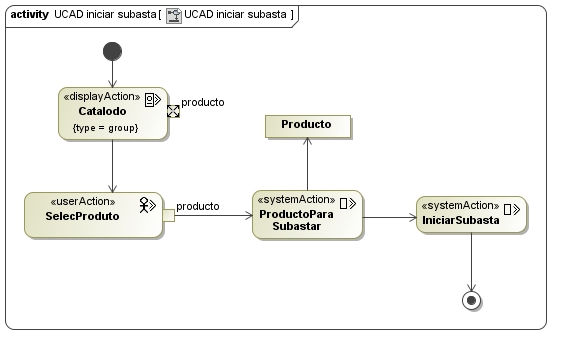 activity UCAD iniciar subasta[ UCAD iniciar subasta ]
«displayAction»
Catalodo
{type = group}
producto
Producto
«userAction»
SelecProduto
producto
«systemAction»
ProductoPara
Subastar
«systemAction»
IniciarSubasta